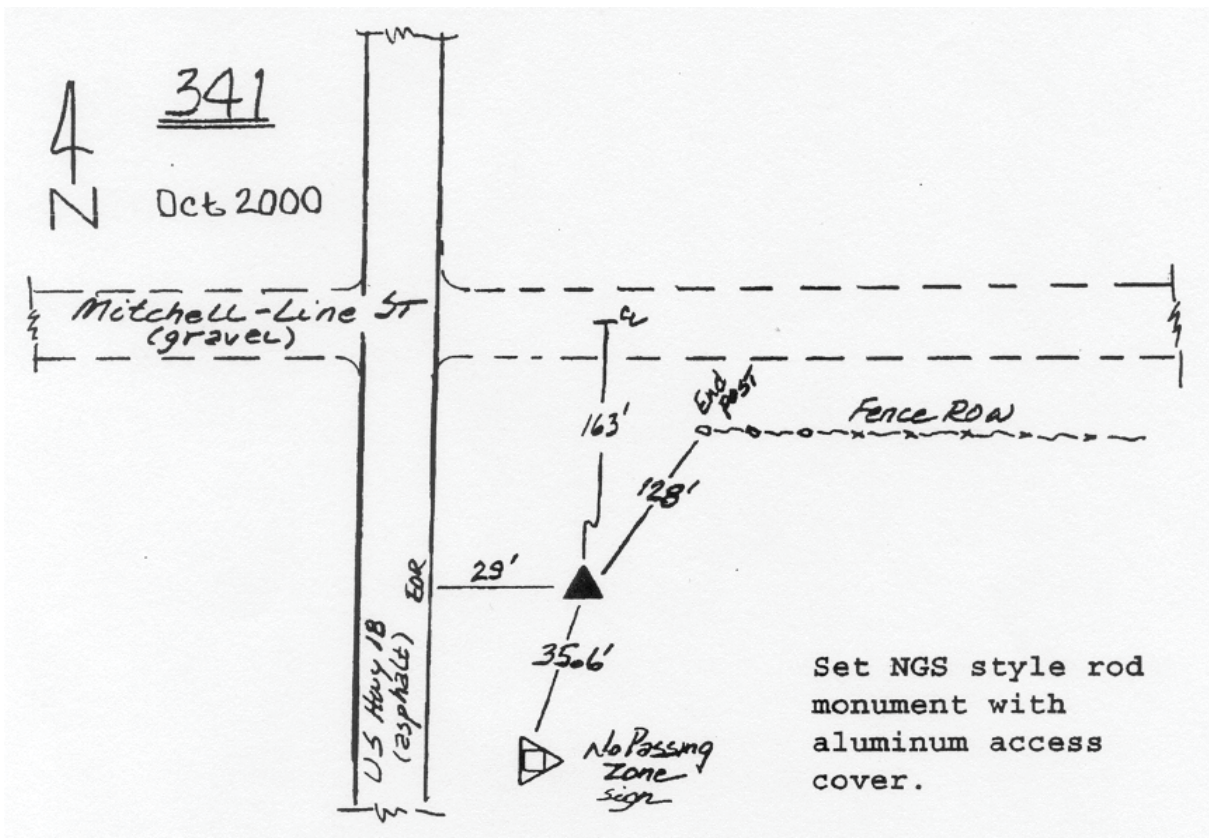 341
N
Oct 2000
Mitchell-Line ST
(gravel)
CL
163'
End
post
Fence Row
128'
29'
EOR
US Hwy 18
(asphalt)
35.6'
No Passing
Zone
sign
Set NGS style rod
monument with
aluminum access
cover.